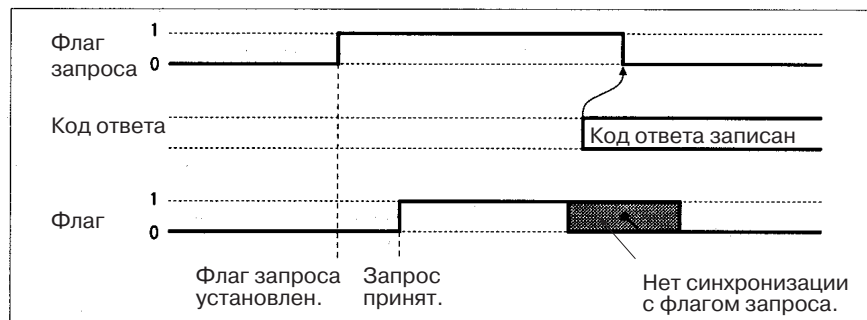 Флаг
запроса
1
0
Код ответа
Код ответа записан
Флаг
1
0
Флаг запроса
установлен.
Запрос
принят.
Нет синхронизации
с флагом запроса.